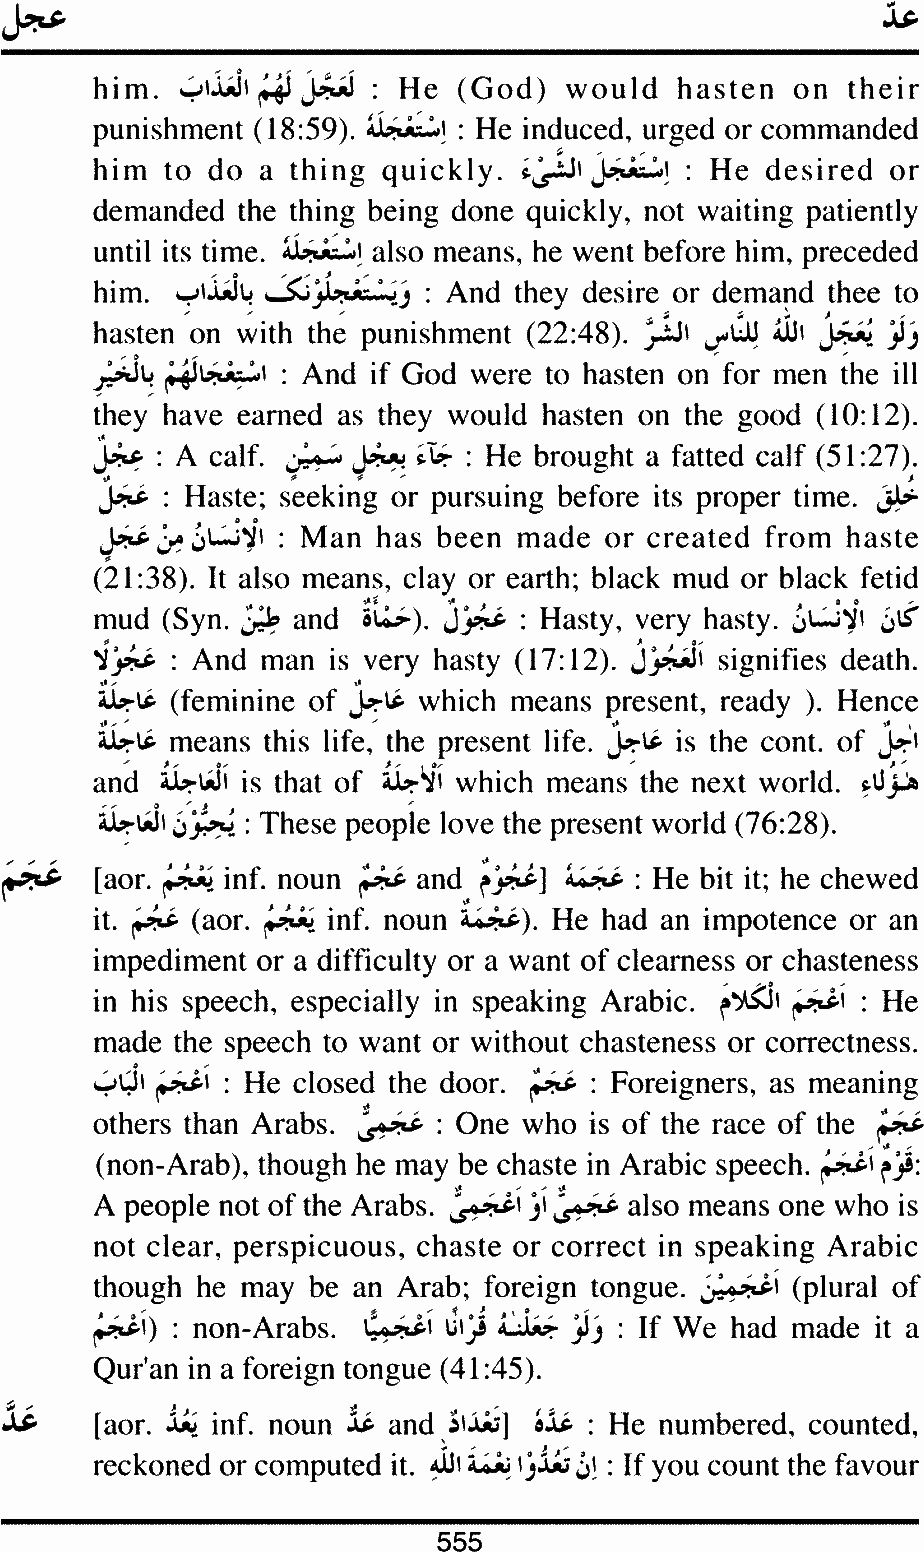 عجل عدّ
him. لَعَجَّلَ لَهُمُ الْعَذَابَ : He (God) would hasten on their
punishment (18:59). اِسْتَعْجَلَهُ : He induced, urged or commanded
him to do a thing quickly. اِسْتَعْجَلَ الشَّیْءَ : He desired or
demanded the thing being done quickly, not waiting patiently
until its time. اِسْتَعْجَلَهُ also means, he went before him, preceded
him. وَيَسْتَعْجِلُوْنَکَ بِالْعَذَابِ : And they desire or demand thee to
hasten on with the punishment (22:48). وَلَوْ يُعَجِّلُ اللّٰهُ لِلنَّاسِ الشَّرَّ
اسْتِعْجَالَهُمْ بِالْخَيْرِ : And if God were to hasten on for men the ill
they have earned as they would hasten on the good (10:12).
عِجْلٌ : A calf. جَآءَ بِعِجْلٍ سَمِيْنٍ : He brought a fatted calf (51:27).
عَجَلٌ : Haste; seeking or pursuing before its proper time. خُلِقَ
الْاِنْسَانُ مِنْ عَجَلٍ : Man has been made or created from haste
(21:38). It also means, clay or earth; black mud or black fetid
mud (Syn. طِيْنٌ and حَمَأَةٌ). عَجُوْلٌ : Hasty, very hasty. كَانَ الْاِنْسَانُ
عَجُوْلًا : And man is very hasty (17:12). اَلْعَجُوْلُ signifies death.
عَاجِلَةٌ (feminine of عَاجِلٌ which means present, ready ). Hence
عَاجِلَةٌ means this life, the present life. عَاجِلٌ is the cont. of اٰجِلٌ
and اَلْعَاجِلَةُ is that of اَلْاٰجِلَةُ which means the next world. هٰؤُلَاءِ
يُحِبُّوْنَ الْعَاجِلَةَ : These people love the present world (76:28).
عَجَمَ [aor. يَعْجُمُ inf. noun عَجْمٌ and عُجُوْمٌ] عَجَمَهُ : He bit it; he chewed
it. عَجُمَ (aor. يَعْجُمُ inf. noun عُجْمَةٌ). He had an impotence or an
impediment or a difficulty or a want of clearness or chasteness
in his speech, especially in speaking Arabic. اَعْجَمَ الْكَلَامَ : He
made the speech to want or without chasteness or correctness.
اَعْجَمَ الْبَابَ : He closed the door. عَجَمٌ : Foreigners, as meaning
others than Arabs. عَجَمِیٌّ : One who is of the race of the عَجَمٌ
(non-Arab), though he may be chaste in Arabic speech. قَوْمٌ اَعْجَمُ:
A people not of the Arabs. عَجَمِیٌّ اَوْ اَعْجَمِیٌّ also means one who is
not clear, perspicuous, chaste or correct in speaking Arabic
though he may be an Arab; foreign tongue. اَعْجَمِيْنَ (plural of
اَعْجَمُ) : non-Arabs. وَلَوْ جَعَلْنٰهُ قُرْاٰنًا اَعْجَمِيًّا : If We had made it a
Qur'an in a foreign tongue (41:45).
عَدَّ [aor. يَعُدُّ inf. noun عَدٌّ and تَعْدَادٌ] عَدَّهُ : He numbered, counted,
reckoned or computed it. اِنْ تَعُدُّوْا نِعْمَةَ اللّٰهِ : If you count the favour
555